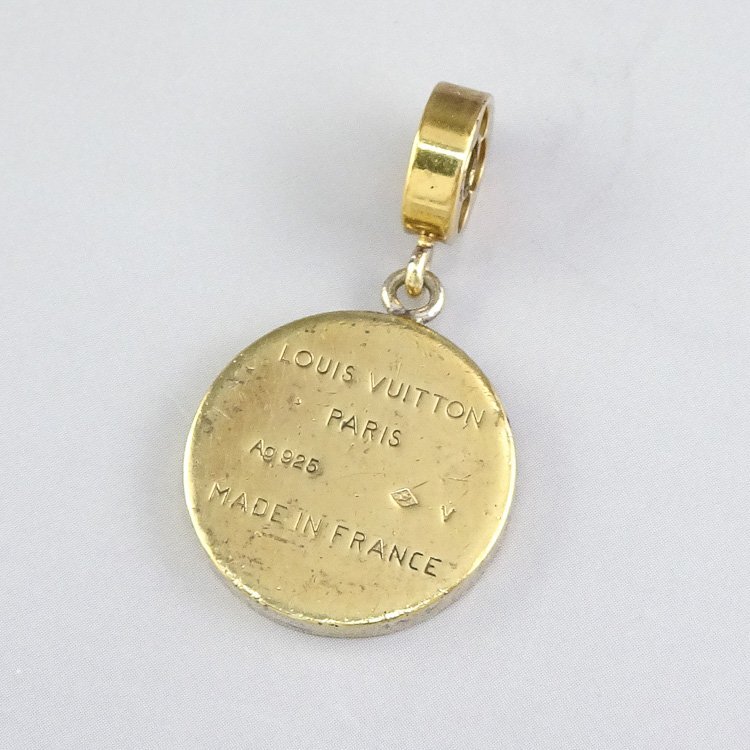 LOUIS VUITTON
PARIS
Ag 925
V
MADE IN FRANCE